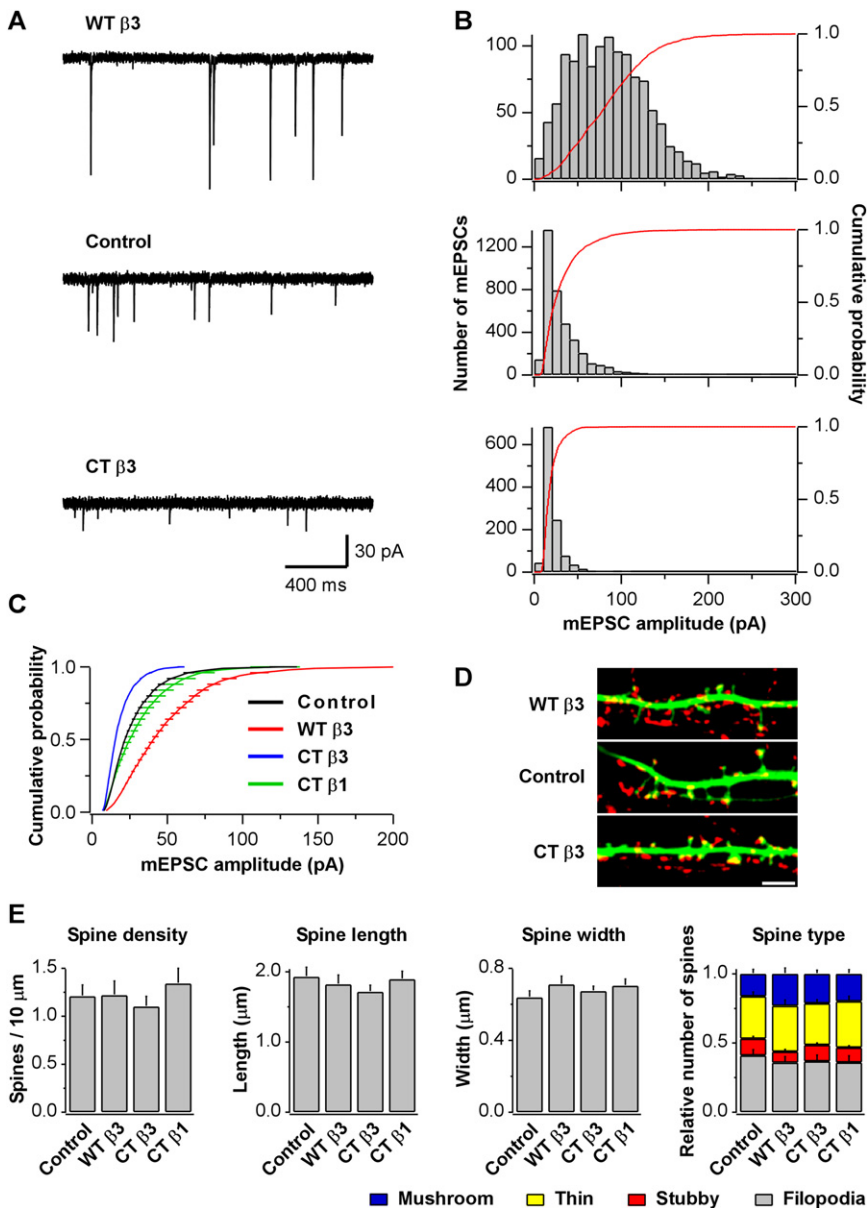 A
WT β3
Control
CT β3
30 pA
400 ms
B
100
50
0
1.0
0.5
0.0
1200
800
400
0
1.0
0.5
0.0
600
400
200
0
1.0
0.5
0.0
0 100 200 300
Number of mEPSCs
Cumulative probability
mEPSC amplitude (pA)
C
1.0
0.5
0.0
0 50 100 150 200
Cumulative probability
mEPSC amplitude (pA)
Control
WT β3
CT β3
CT β1
D
WT β3
Control
CT β3
E
Spine density
Spines / 10 μm
1.5
1.0
0.5
0.0
Control WT β3 CT β3 CT β1
Spine length
Length (μm)
2.0
1.0
0.0
Control WT β3 CT β3 CT β1
Spine width
Width (μm)
0.8
0.4
0.0
Control WT β3 CT β3 CT β1
Spine type
Relative number of spines
1.0
0.5
0.0
Control WT β3 CT β3 CT β1
Mushroom Thin Stubby Filopodia